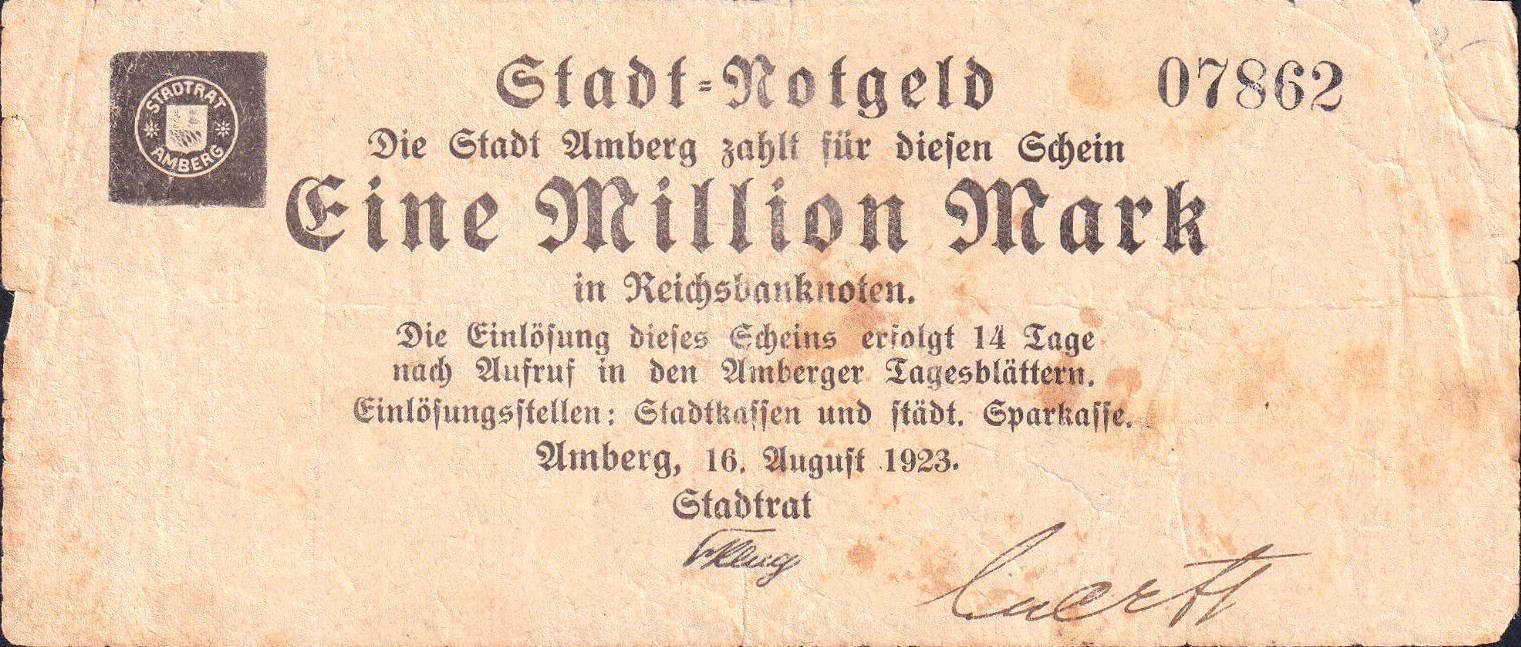 STADTRAT
AMBERG
Stadt-Notgeld
07862
Die Stadt Amberg zahlt für diesen Schein
Eine Million Mark
in Reichsbanknoten.
Die Einlösung dieses Scheins erfolgt 14 Tage
nach Aufruf in den Amberger Tagesblättern.
Einlösungsstellen: Stadtkassen und städt. Sparkasse.
Amberg, 16. August 1923.
Stadtrat